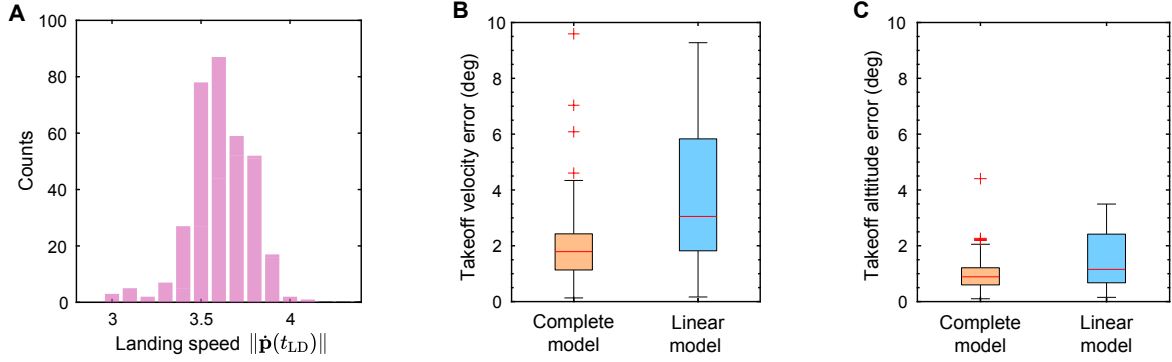 A
100
80
60
40
20
0
Counts
3
3.5
4
Landing speed ‖ṗ(t_LD)‖
B
10
8
6
4
2
0
Takeoff velocity error (deg)
Complete
model
Linear
model
C
10
8
6
4
2
0
Takeoff alttitude error (deg)
Complete
model
Linear
model